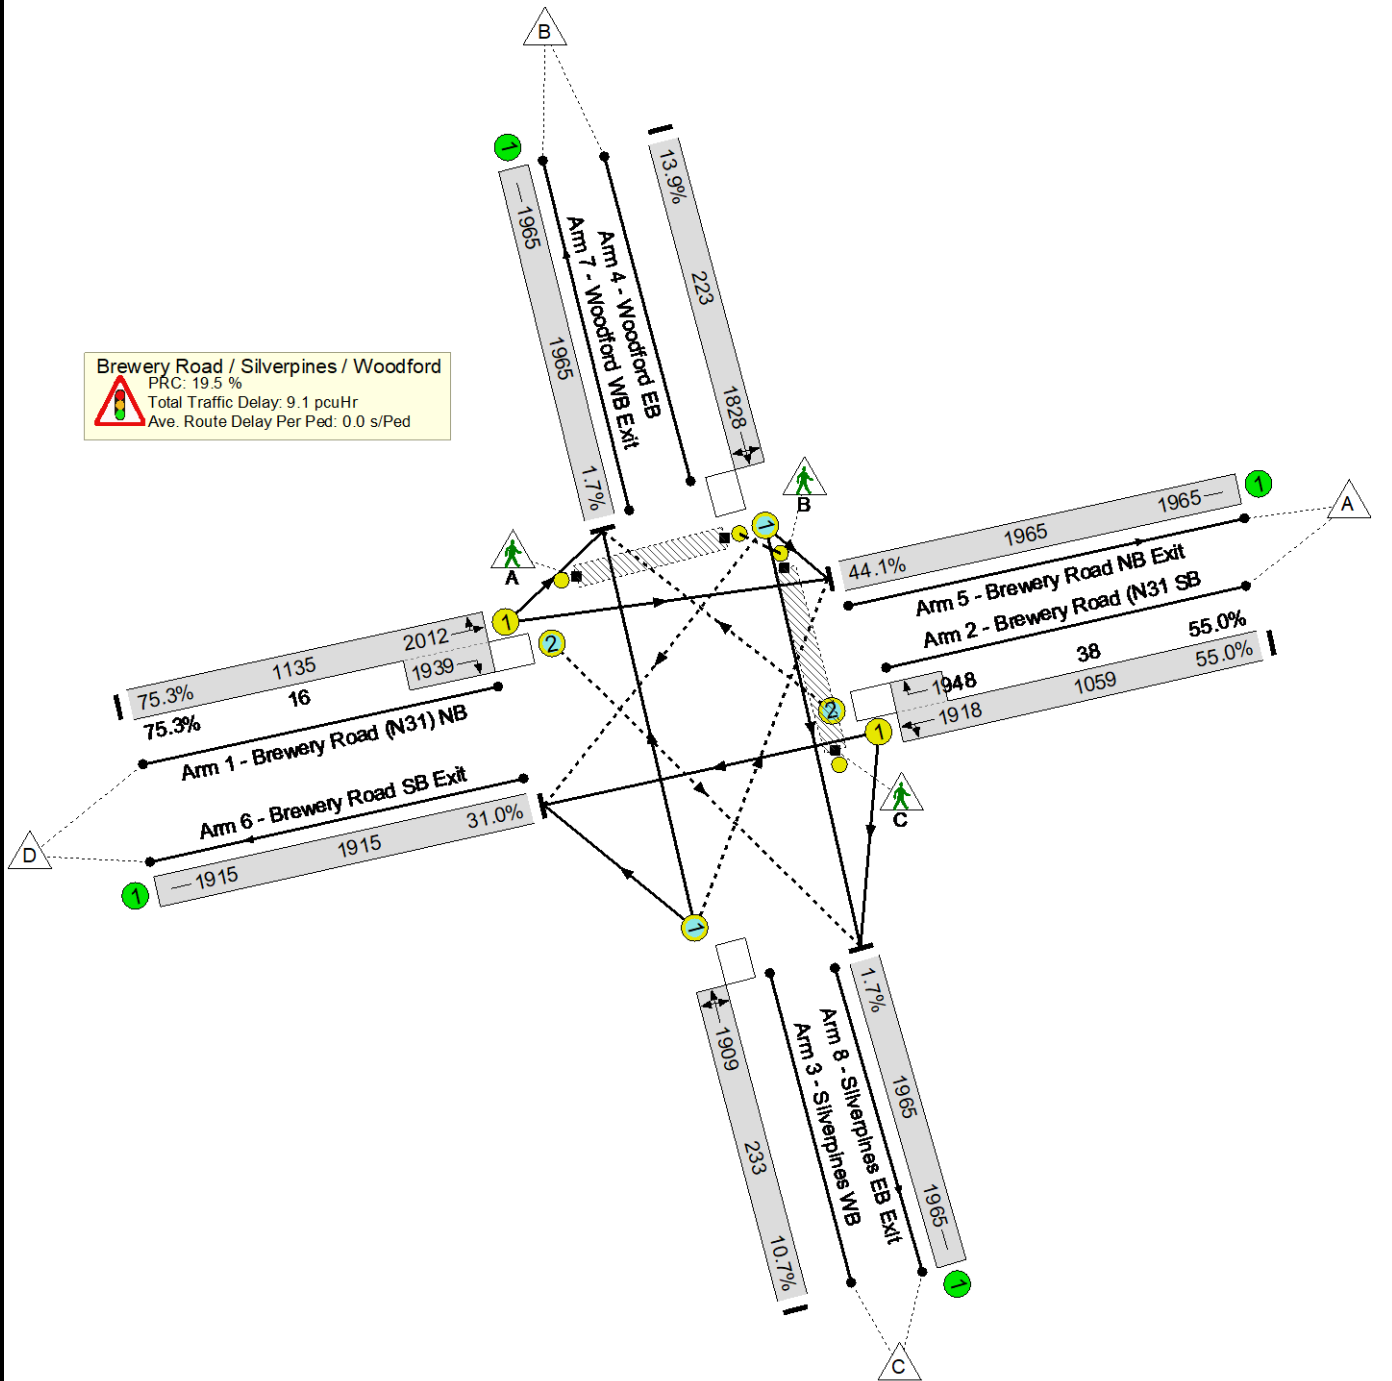 B
1
1965
1965
1.7%
Arm 7 - Woodford WB Exit
Arm 4 - Woodford EB
13.9%
223
1828
Brewery Road / Silverpines / Woodford
PRC: 19.5 %
Total Traffic Delay: 9.1 pcuHr
Ave. Route Delay Per Ped: 0.0 s/Ped
B
A
1
1
A
44.1%
1965
1965
Arm 5 - Brewery Road NB Exit
Arm 2 - Brewery Road (N31 SB
55.0%
38
1948
55.0%
1059
1918
1
2
2012
1939
1135
75.3%
16
75.3%
Arm 1 - Brewery Road (N31) NB
2
1
C
Arm 6 - Brewery Road SB Exit
31.0%
1915
1915
1
D
1
1909
233
10.7%
Arm 3 - Silverpines WB
Arm 8 - Silverpines EB Exit
1.7%
1965
1965
1
C